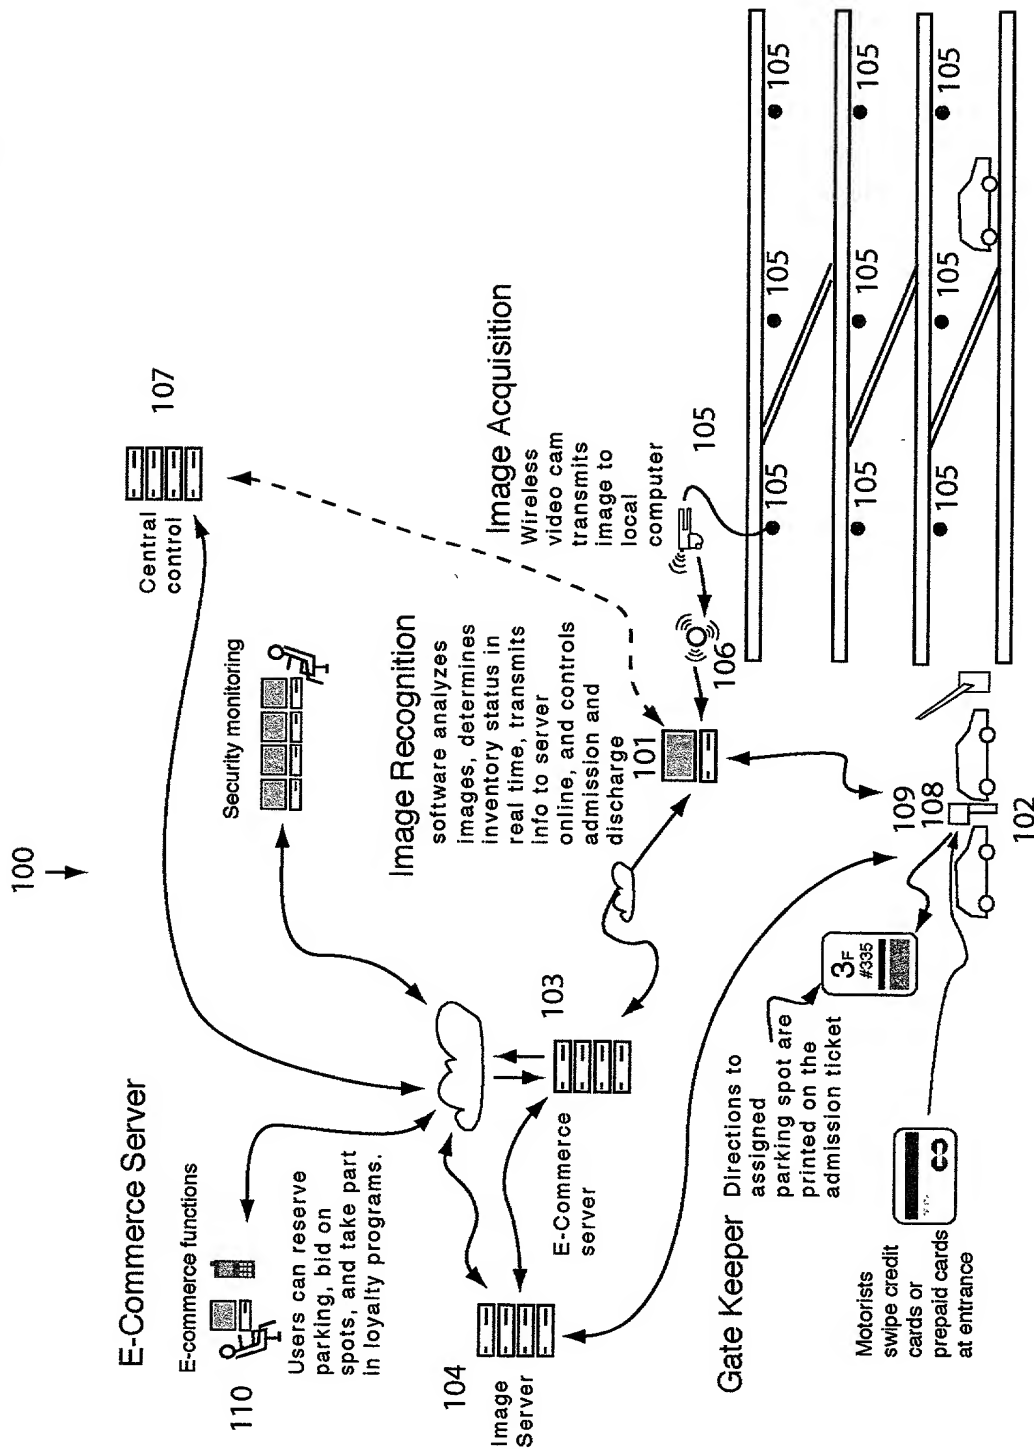 100
E-Commerce Server
E-commerce functions
110
Users can reserve
parking, bid on
spots, and take part
in loyalty programs.
Security monitoring
Central
control
107
104
Image
Server
E-Commerce
server
103
Image Recognition
software analyzes
images, determines
inventory status in
real time, transmits
info to server
online, and controls
admission and
discharge
101
Image Acquisition
Wireless
video cam
transmits
image to
local
computer
105
106
Gate Keeper
Directions to
assigned
parking spot are
printed on the
admission ticket
3F
#335
Motorists
swipe credit
cards or
prepaid cards
at entrance
109
108
102
105
105
105
105
105
105
105
105
105